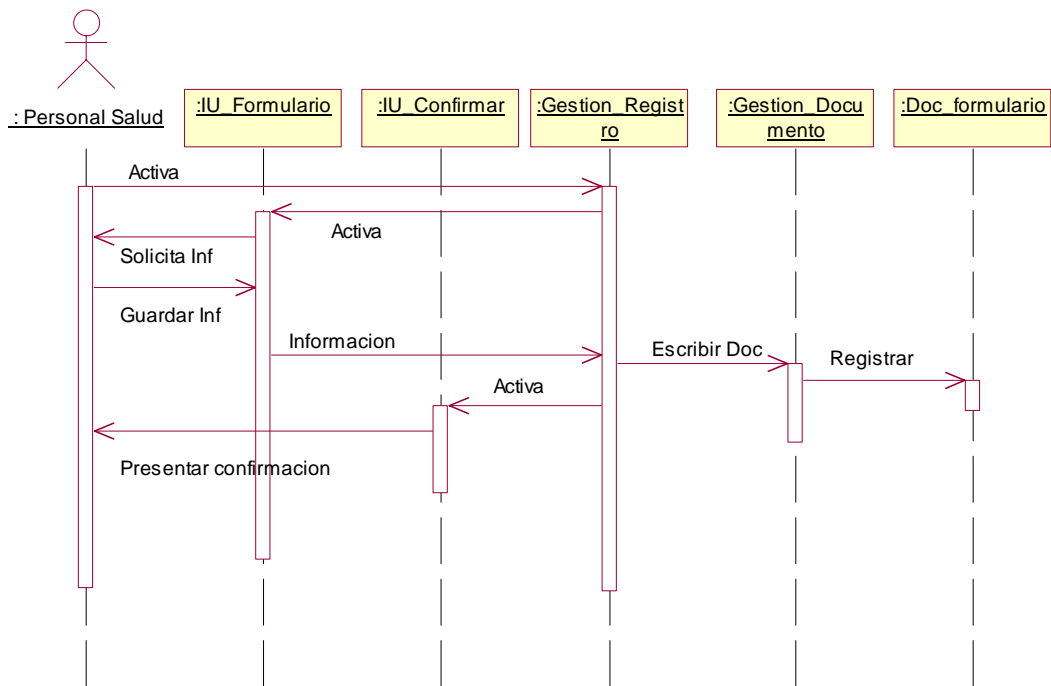 : Personal Salud
:IU_Formulario
:IU_Confirmar
:Gestion_Regist
ro
:Gestion_Docu
mento
:Doc_formulario
Activa
Activa
Solicita Inf
Guardar Inf
Informacion
Escribir Doc
Registrar
Activa
Presentar confirmacion